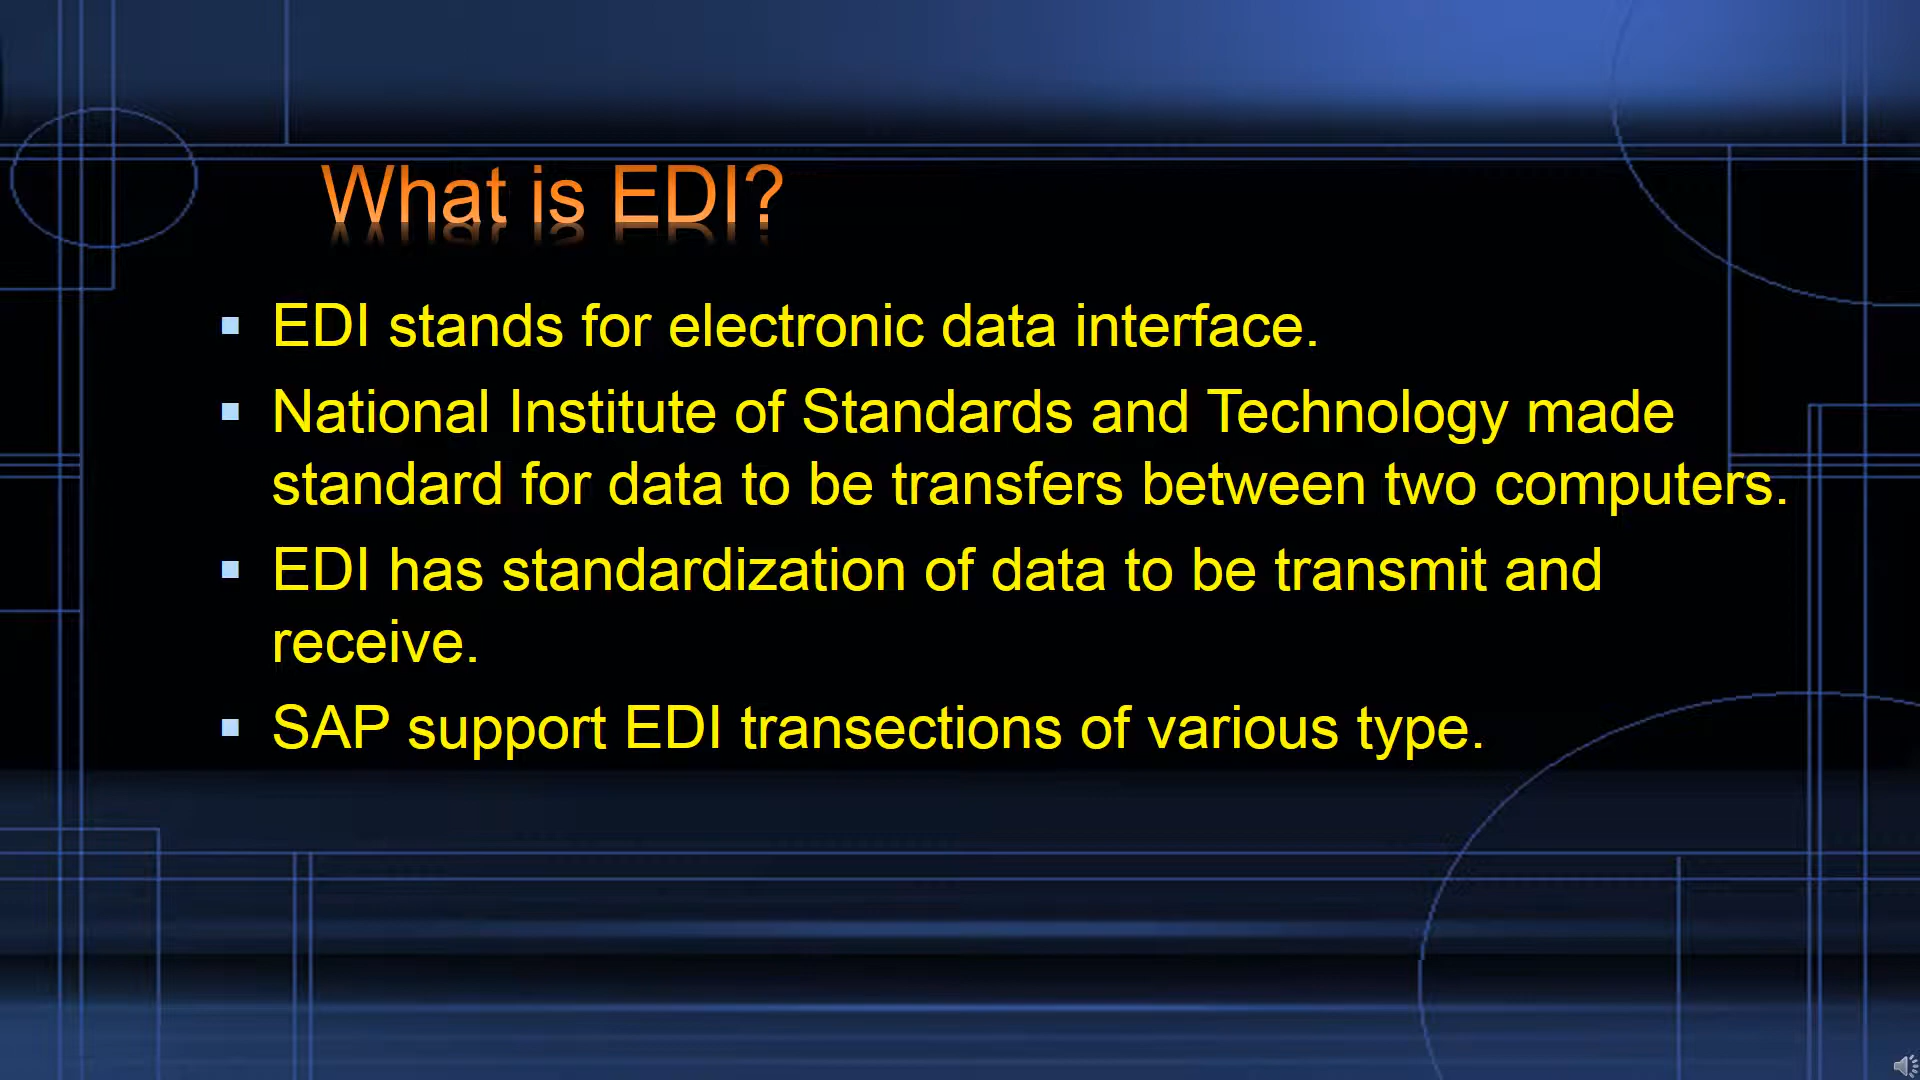 What is EDI?
EDI stands for electronic data interface.
National Institute of Standards and Technology made
standard for data to be transfers between two computers.
EDI has standardization of data to be transmit and
receive.
SAP support EDI transections of various type.